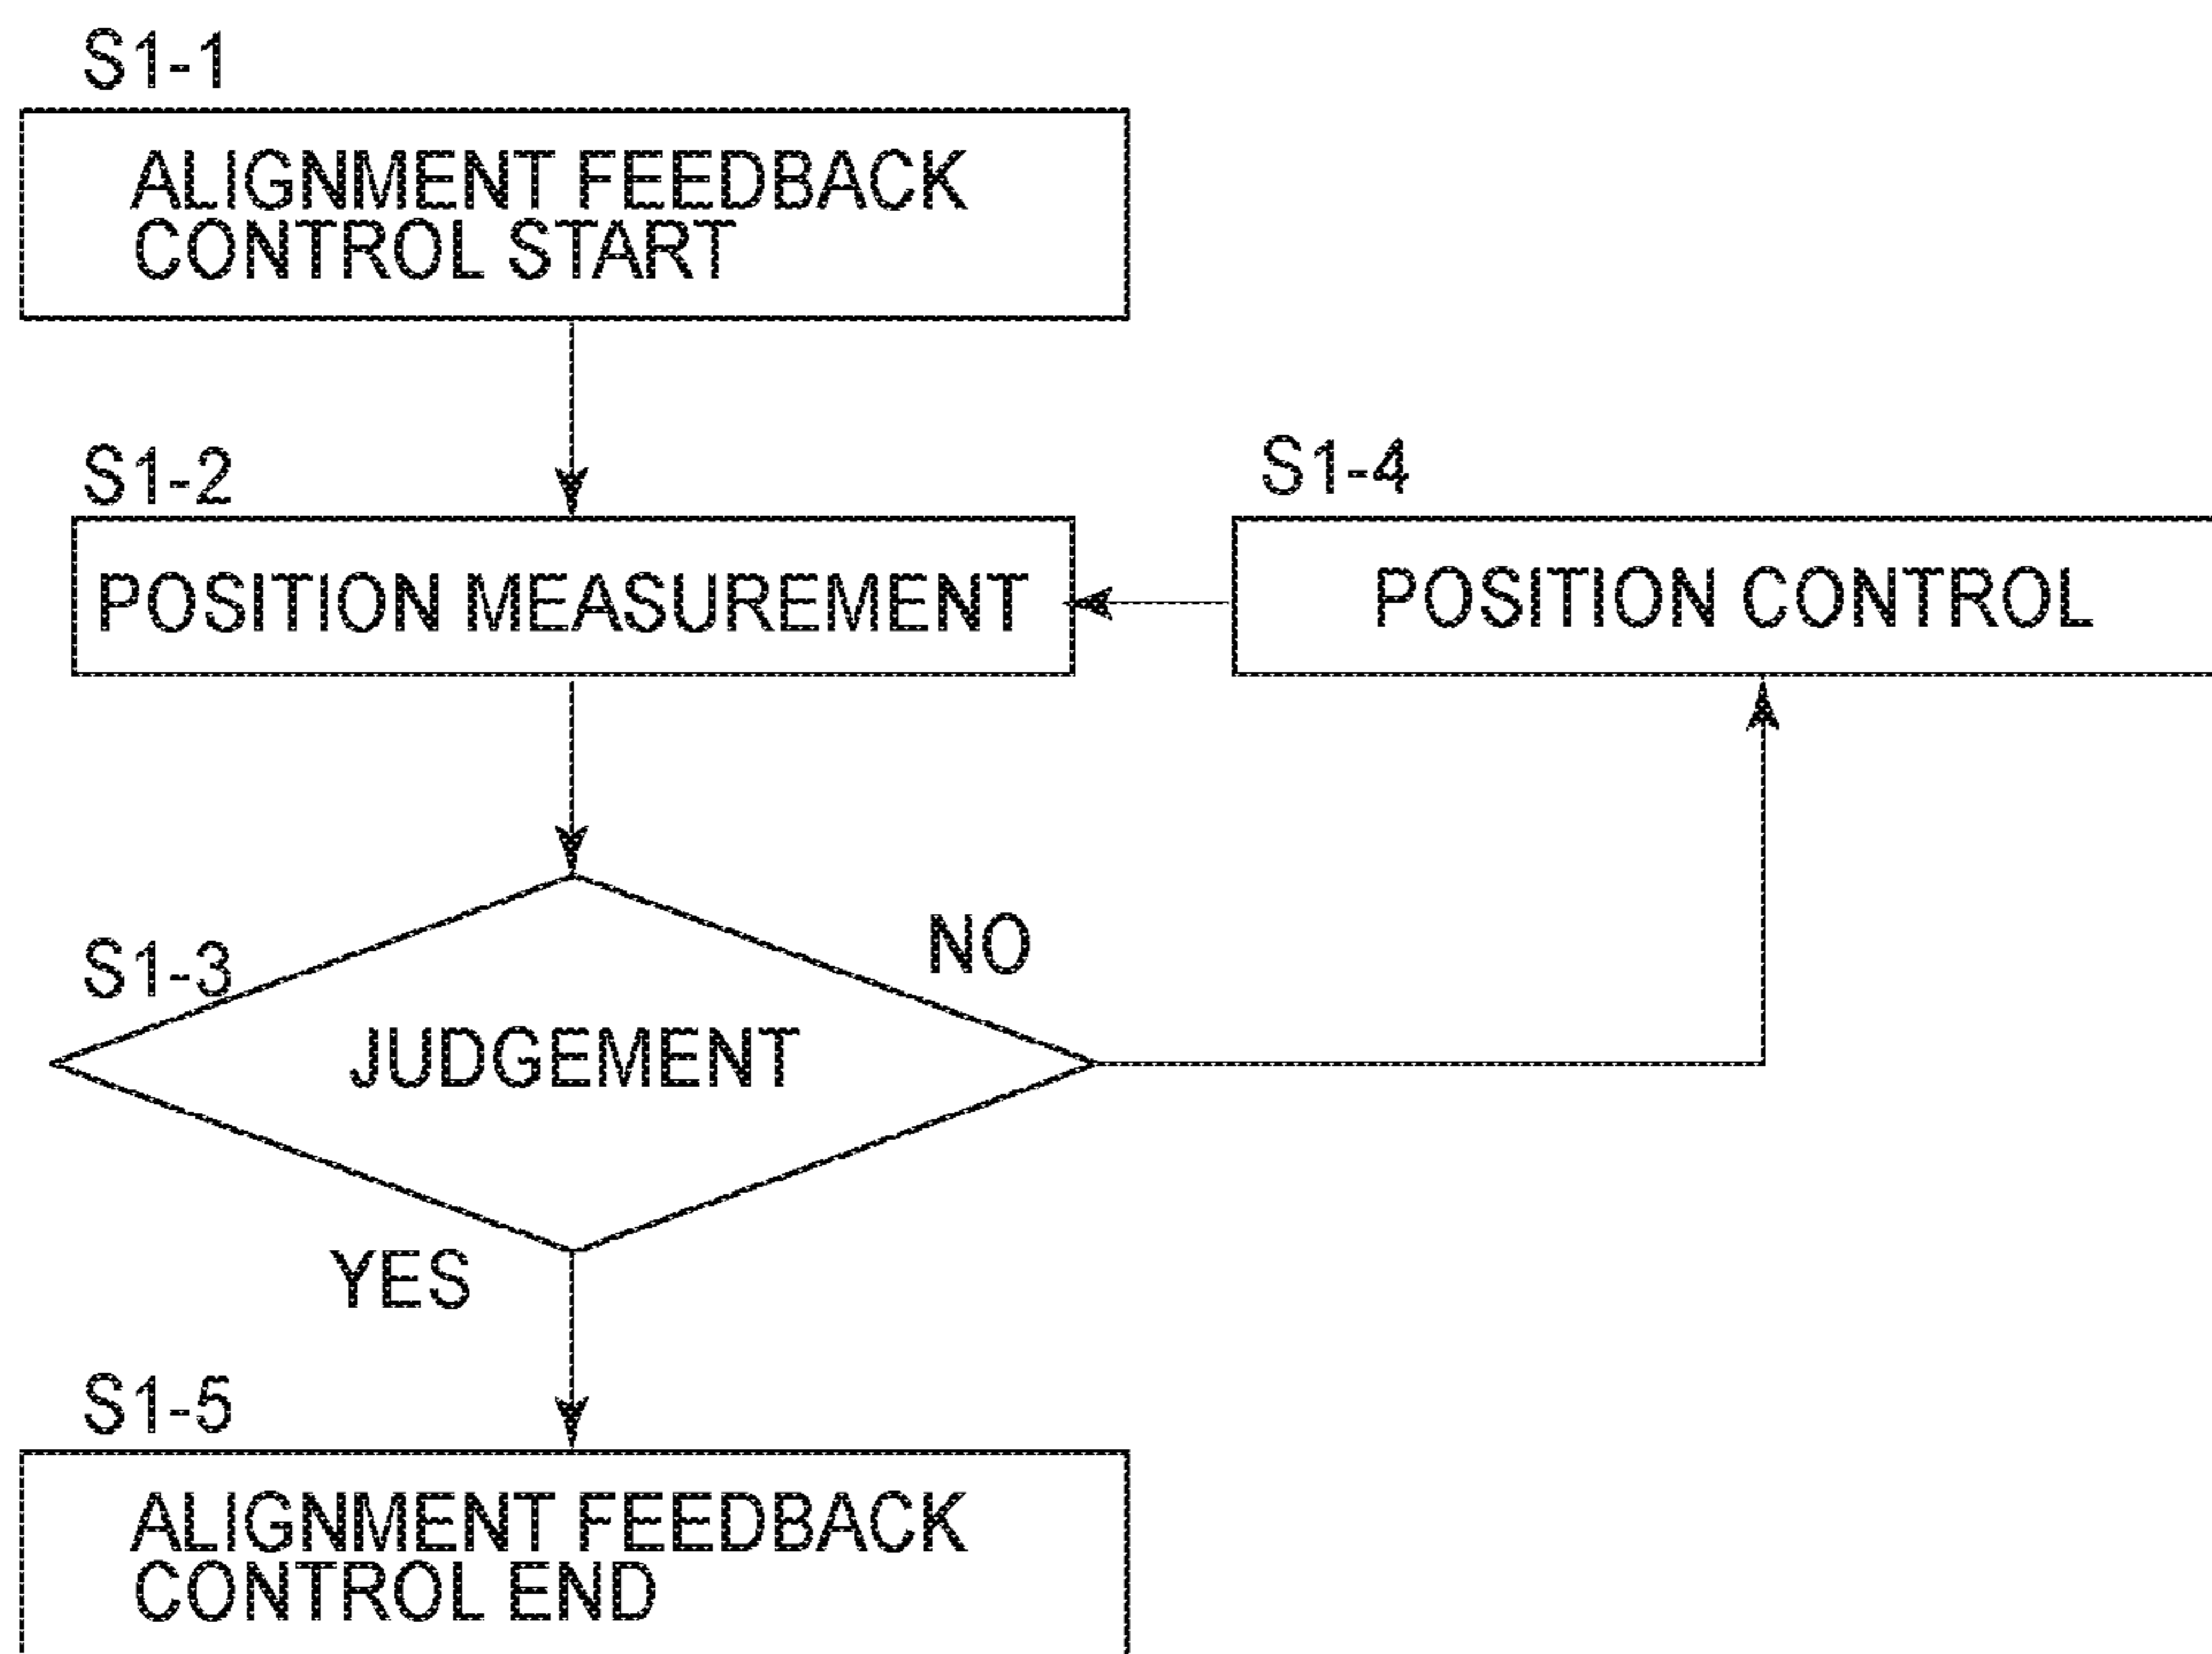 S1-1
ALIGNMENT FEEDBACK
CONTROL START
S1-2
POSITION MEASUREMENT
S1-4
POSITION CONTROL
S1-3
JUDGEMENT
NO
YES
S1-5
ALIGNMENT FEEDBACK
CONTROL END